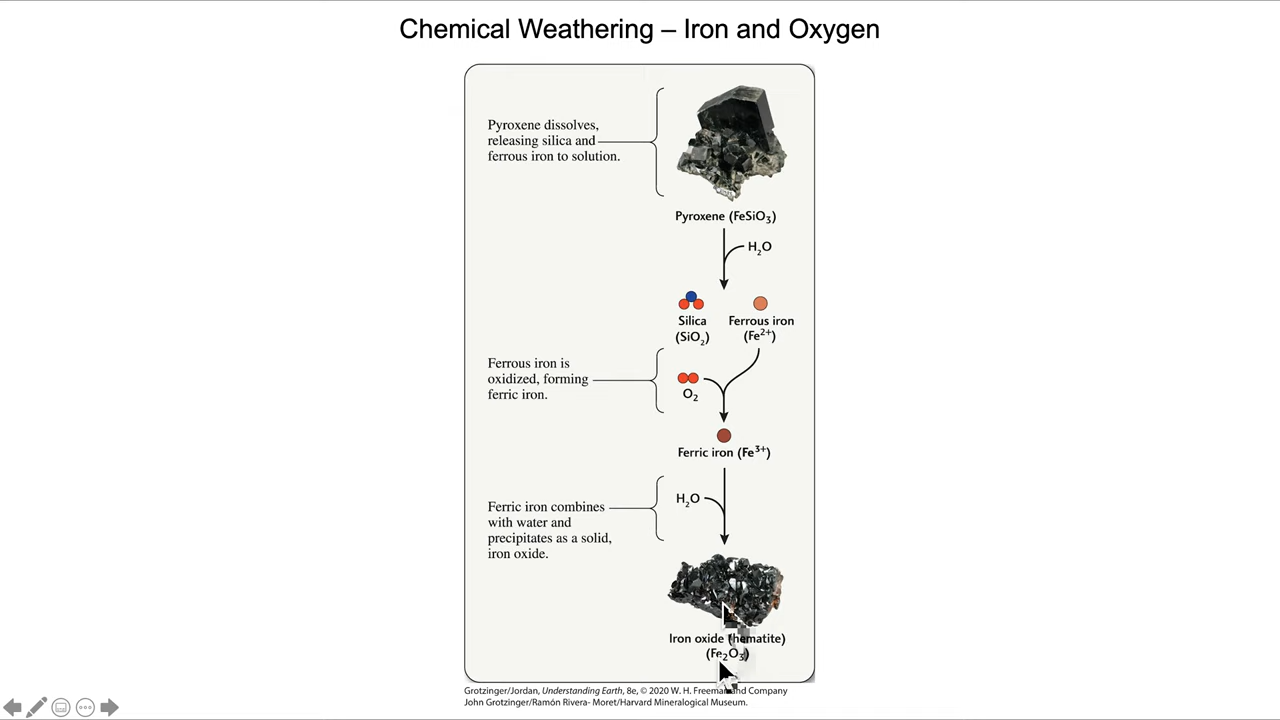 Chemical Weathering – Iron and Oxygen
Pyroxene dissolves,
releasing silica and
ferrous iron to solution.
Pyroxene (FeSiO₃)
H₂O
Silica
(SiO₂)
Ferrous iron
(Fe²⁺)
Ferrous iron is
oxidized, forming
ferric iron.
O₂
Ferric iron (Fe³⁺)
H₂O
Ferric iron combines
with water and
precipitates as a solid,
iron oxide.
Iron oxide (hematite)
(Fe₂O₃)
Grotzinger/Jordan, Understanding Earth, 8e, © 2020 W. H. Freeman and Company
John Grotzinger/Ramón Rivera- Moret/Harvard Mineralogical Museum.